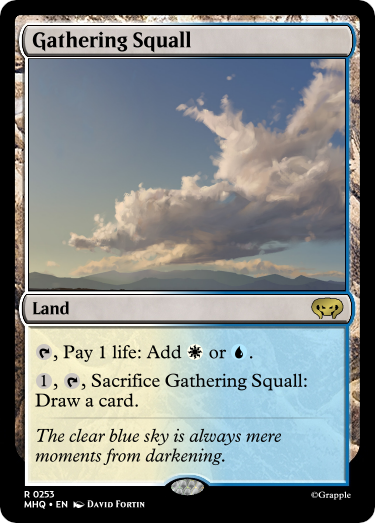 Gathering Squall
Land
, Pay 1 life: Add or .
1, , Sacrifice Gathering Squall:
Draw a card.
The clear blue sky is always mere
moments from darkening.
R 0253
MHQ • EN David Fortin
©Grapple